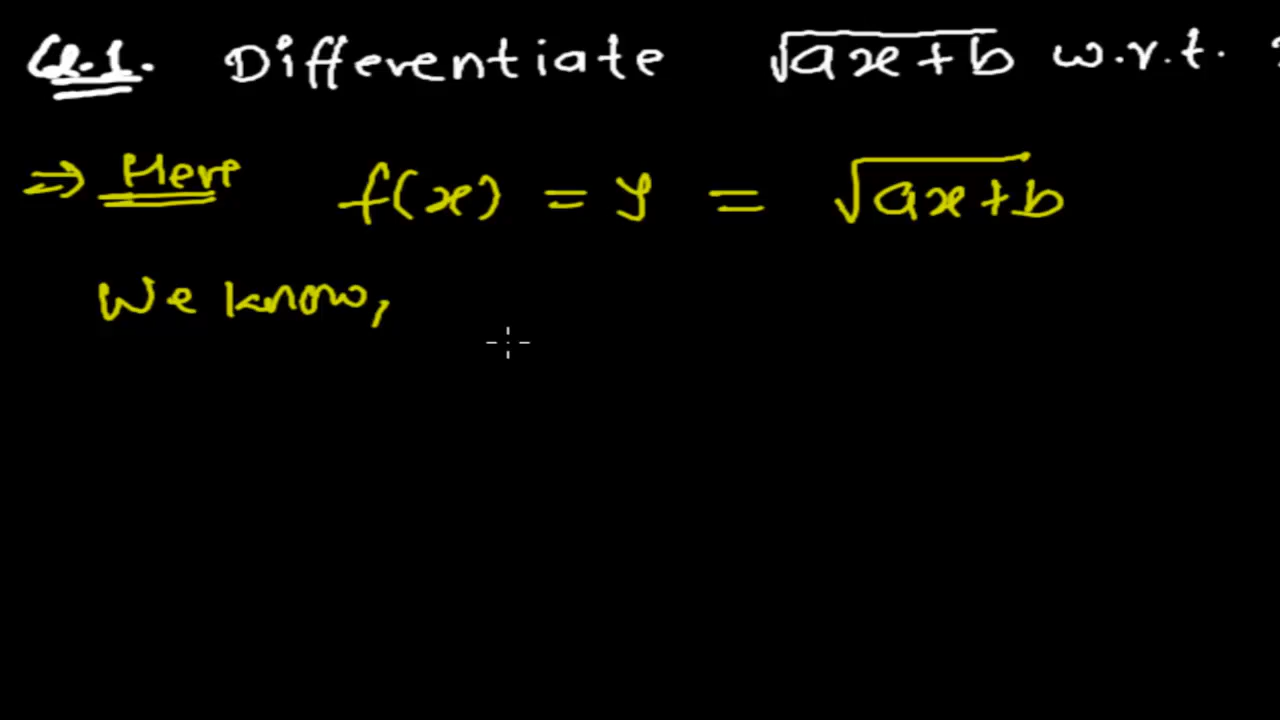 Q.1. Differentiate √ax+b w.r.t.
⇒ Here f(x) = y = √ax+b
We know,